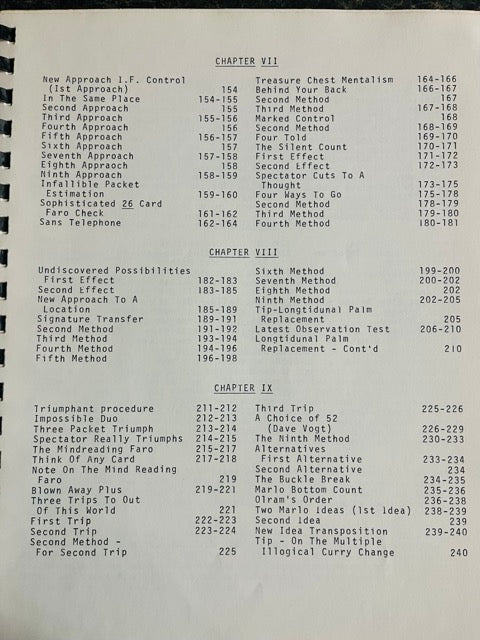 CHAPTER VII
New Approach I.F. Control
(1st Approach) 154
In The Same Place 154-155
Second Approach 155
Third Approach 155-156
Fourth Approach 156
Fifth Approach 156-157
Sixth Approach 157
Seventh Approach 157-158
Eighth Approach 158
Ninth Approach 158-159
Infallible Packet
Estimation 159-160
Sophisticated 26 Card
Faro Check 161-162
Sans Telephone 162-164
Treasure Chest Mentalism 164-166
Behind Your Back 166-167
Second Method 167
Third Method 167-168
Marked Control 168
Second Method 168-169
Four Told 169-170
The Silent Count 170-171
First Effect 171-172
Second Effect 172-173
Spectator Cuts To A
Thought 173-175
Four Ways To Go 175-178
Second Method 178-179
Third Method 179-180
Fourth Method 180-181
CHAPTER VIII
Undiscovered Possibilities
First Effect 182-183
Second Effect 183-185
New Approach To A
Location 185-189
Signature Transfer 189-191
Second Method 191-192
Third Method 193-194
Fourth Method 194-196
Fifth Method 196-198
Sixth Method 199-200
Seventh Method 200-202
Eighth Method 202
Ninth Method 202-205
Tip-Longtidunal Palm
Replacement 205
Latest Observation Test 206-210
Longtidunal Palm
Replacement - Cont'd 210
CHAPTER IX
Triumphant procedure 211-212
Impossible Duo 212-213
Three Packet Triumph 213-214
Spectator Really Triumphs 214-215
The Mindreading Faro 215-217
Think Of Any Card 217-218
Note On The Mind Reading
Faro 219
Blown Away Plus 219-221
Three Trips To Out
Of This World 221
First Trip 222-223
Second Trip 223-224
Second Method -
For Second Trip 225
Third Trip 225-226
A Choice of 52
(Dave Vogt) 226-229
The Ninth Method 230-233
Alternatives
First Alternative 233-234
Second Alternative 234
The Buckle Break 234-235
Marlo Bottom Count 235-236
Olram's Order 236-238
Two Marlo Ideas (1st Idea) 238-239
Second Idea 239
New Idea Transposition 239-240
Tip - On The Multiple
Illogical Curry Change 240